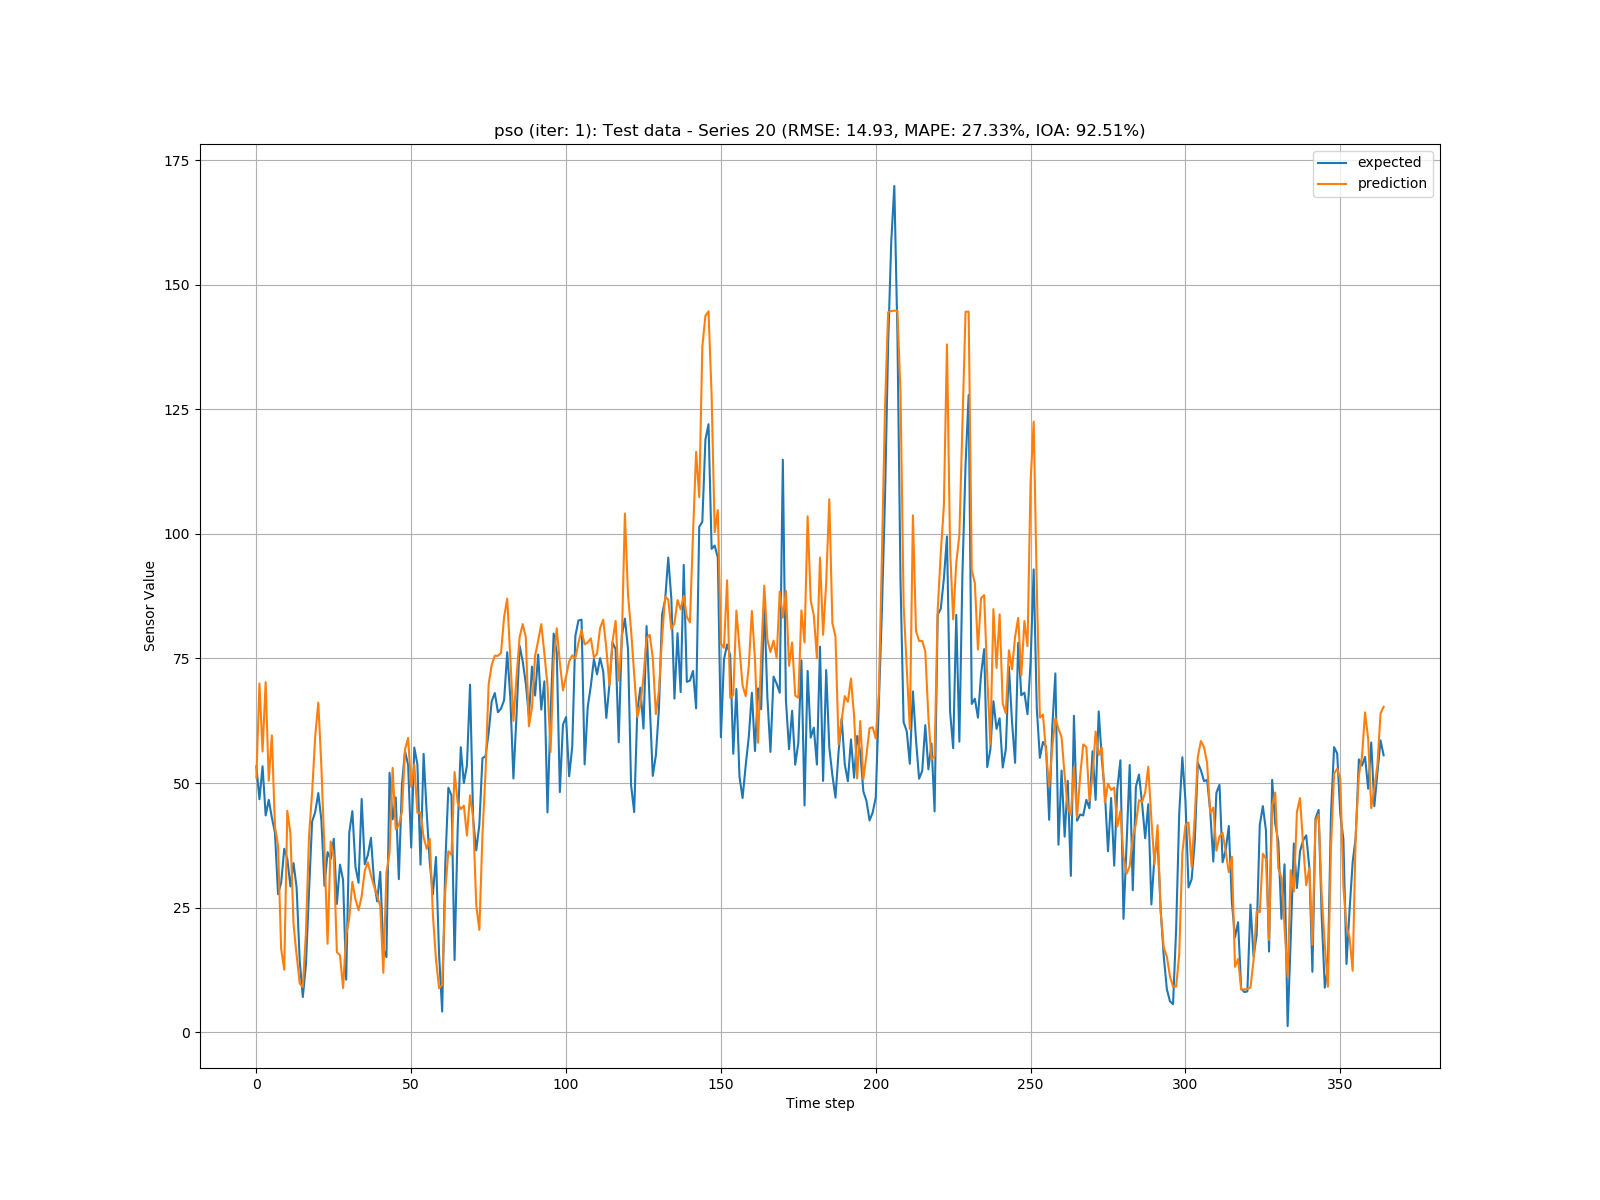 pso (iter: 1): Test data - Series 20 (RMSE: 14.93, MAPE: 27.33%, IOA: 92.51%)
expected
prediction
175
150
125
100
75
50
25
0
Sensor Value
0 50 100 150 200 250 300 350
Time step